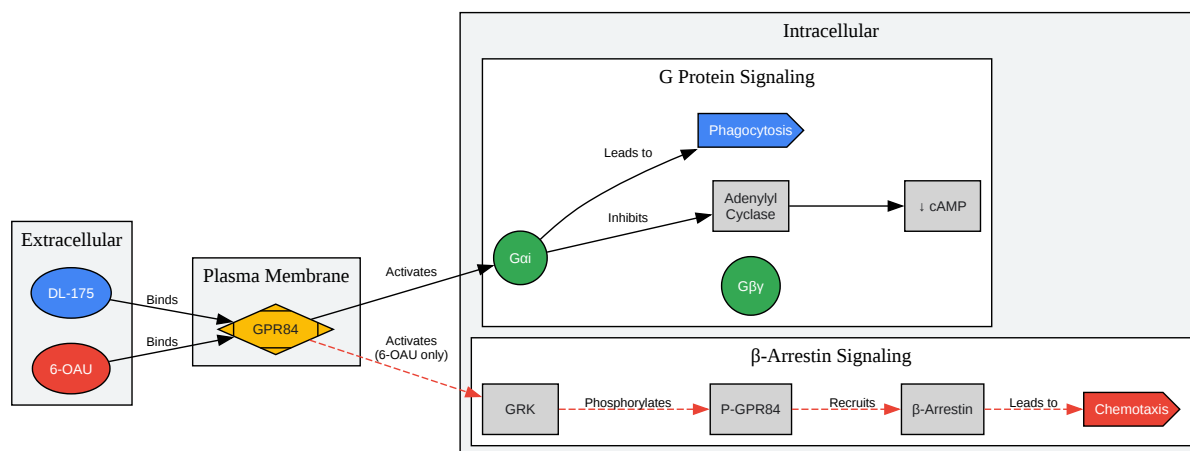 Intracellular
G Protein Signaling
Phagocytosis
Leads to
Adenylyl
Cyclase
↓ cAMP
Inhibits
Extracellular
Plasma Membrane
Gαi
Activates
DL-175
Binds
Gβγ
GPR84
Binds
6-OAU
Activates
(6-OAU only)
β-Arrestin Signaling
GRK
Phosphorylates
P-GPR84
Recruits
β-Arrestin
Leads to
Chemotaxis